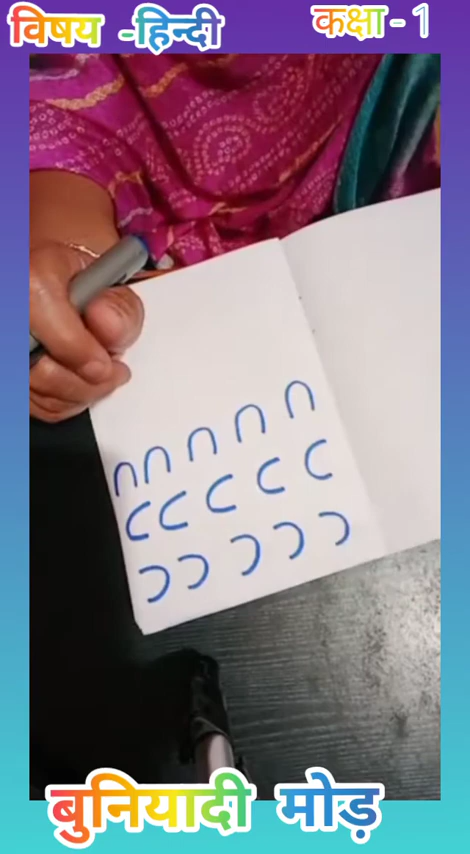 विषय -हिन्दी कक्षा-1
∩ ∩ ∩ ∩ ∩
⊂ ⊂ ⊂ ⊂ ⊂
⊃ ⊃ ⊃ ⊃ ⊃
बुनियादी मोड़